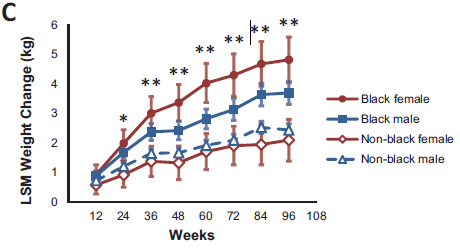 C
LSM Weight Change (kg)
6
5
4
3
2
1
0
* ** ** ** ** ** **
12 24 36 48 60 72 84 96 108
Weeks
Black female
Black male
Non-black female
Non-black male